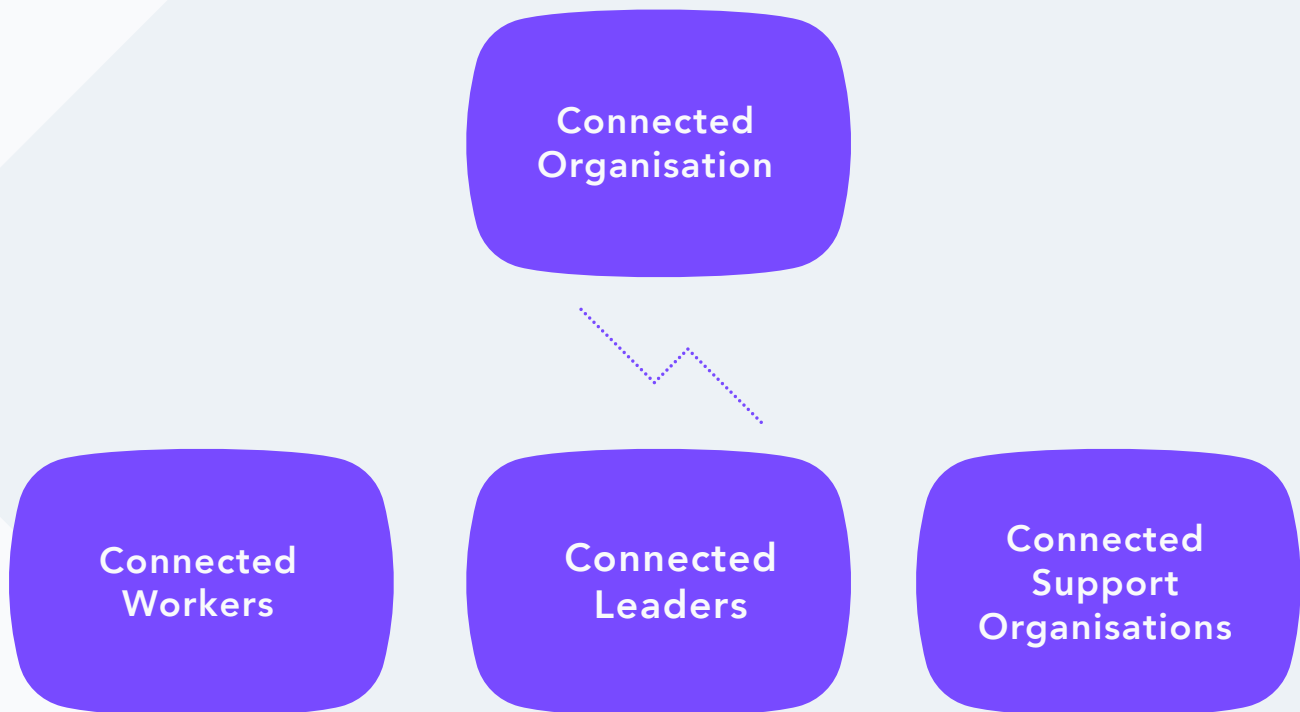 Connected
Organisation
Connected
Workers
Connected
Leaders
Connected
Support
Organisations